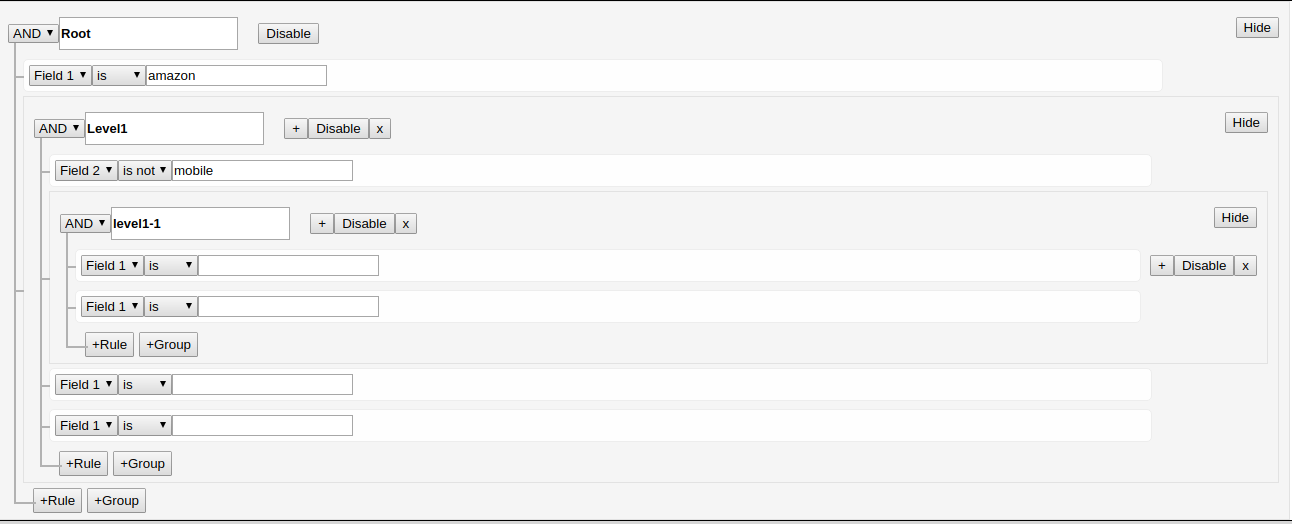 AND Root Disable Hide
Field 1 is amazon
AND Level1 + Disable x Hide
Field 2 is not mobile
AND level1-1 + Disable x Hide
Field 1 is + Disable x
Field 1 is
+Rule +Group
Field 1 is
Field 1 is
+Rule +Group
+Rule +Group